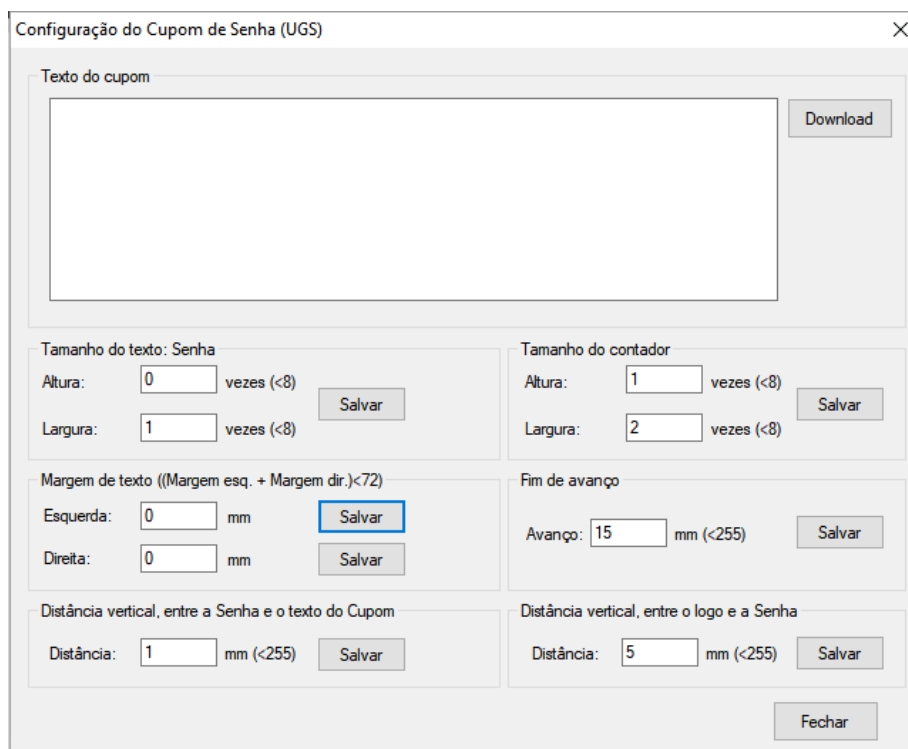 Configuração do Cupom de Senha (UGS)
Texto do cupom
Download
Tamanho do texto: Senha
Altura: 0 vezes (<8)
Salvar
Largura: 1 vezes (<8)
Tamanho do contador
Altura: 1 vezes (<8)
Salvar
Largura: 2 vezes (<8)
Margem de texto ((Margem esq. + Margem dir.)<72)
Esquerda: 0 mm Salvar
Direita: 0 mm Salvar
Fim de avanço
Avanço: 15 mm (<255) Salvar
Distância vertical, entre a Senha e o texto do Cupom
Distância: 1 mm (<255) Salvar
Distância vertical, entre o logo e a Senha
Distância: 5 mm (<255) Salvar
Fechar